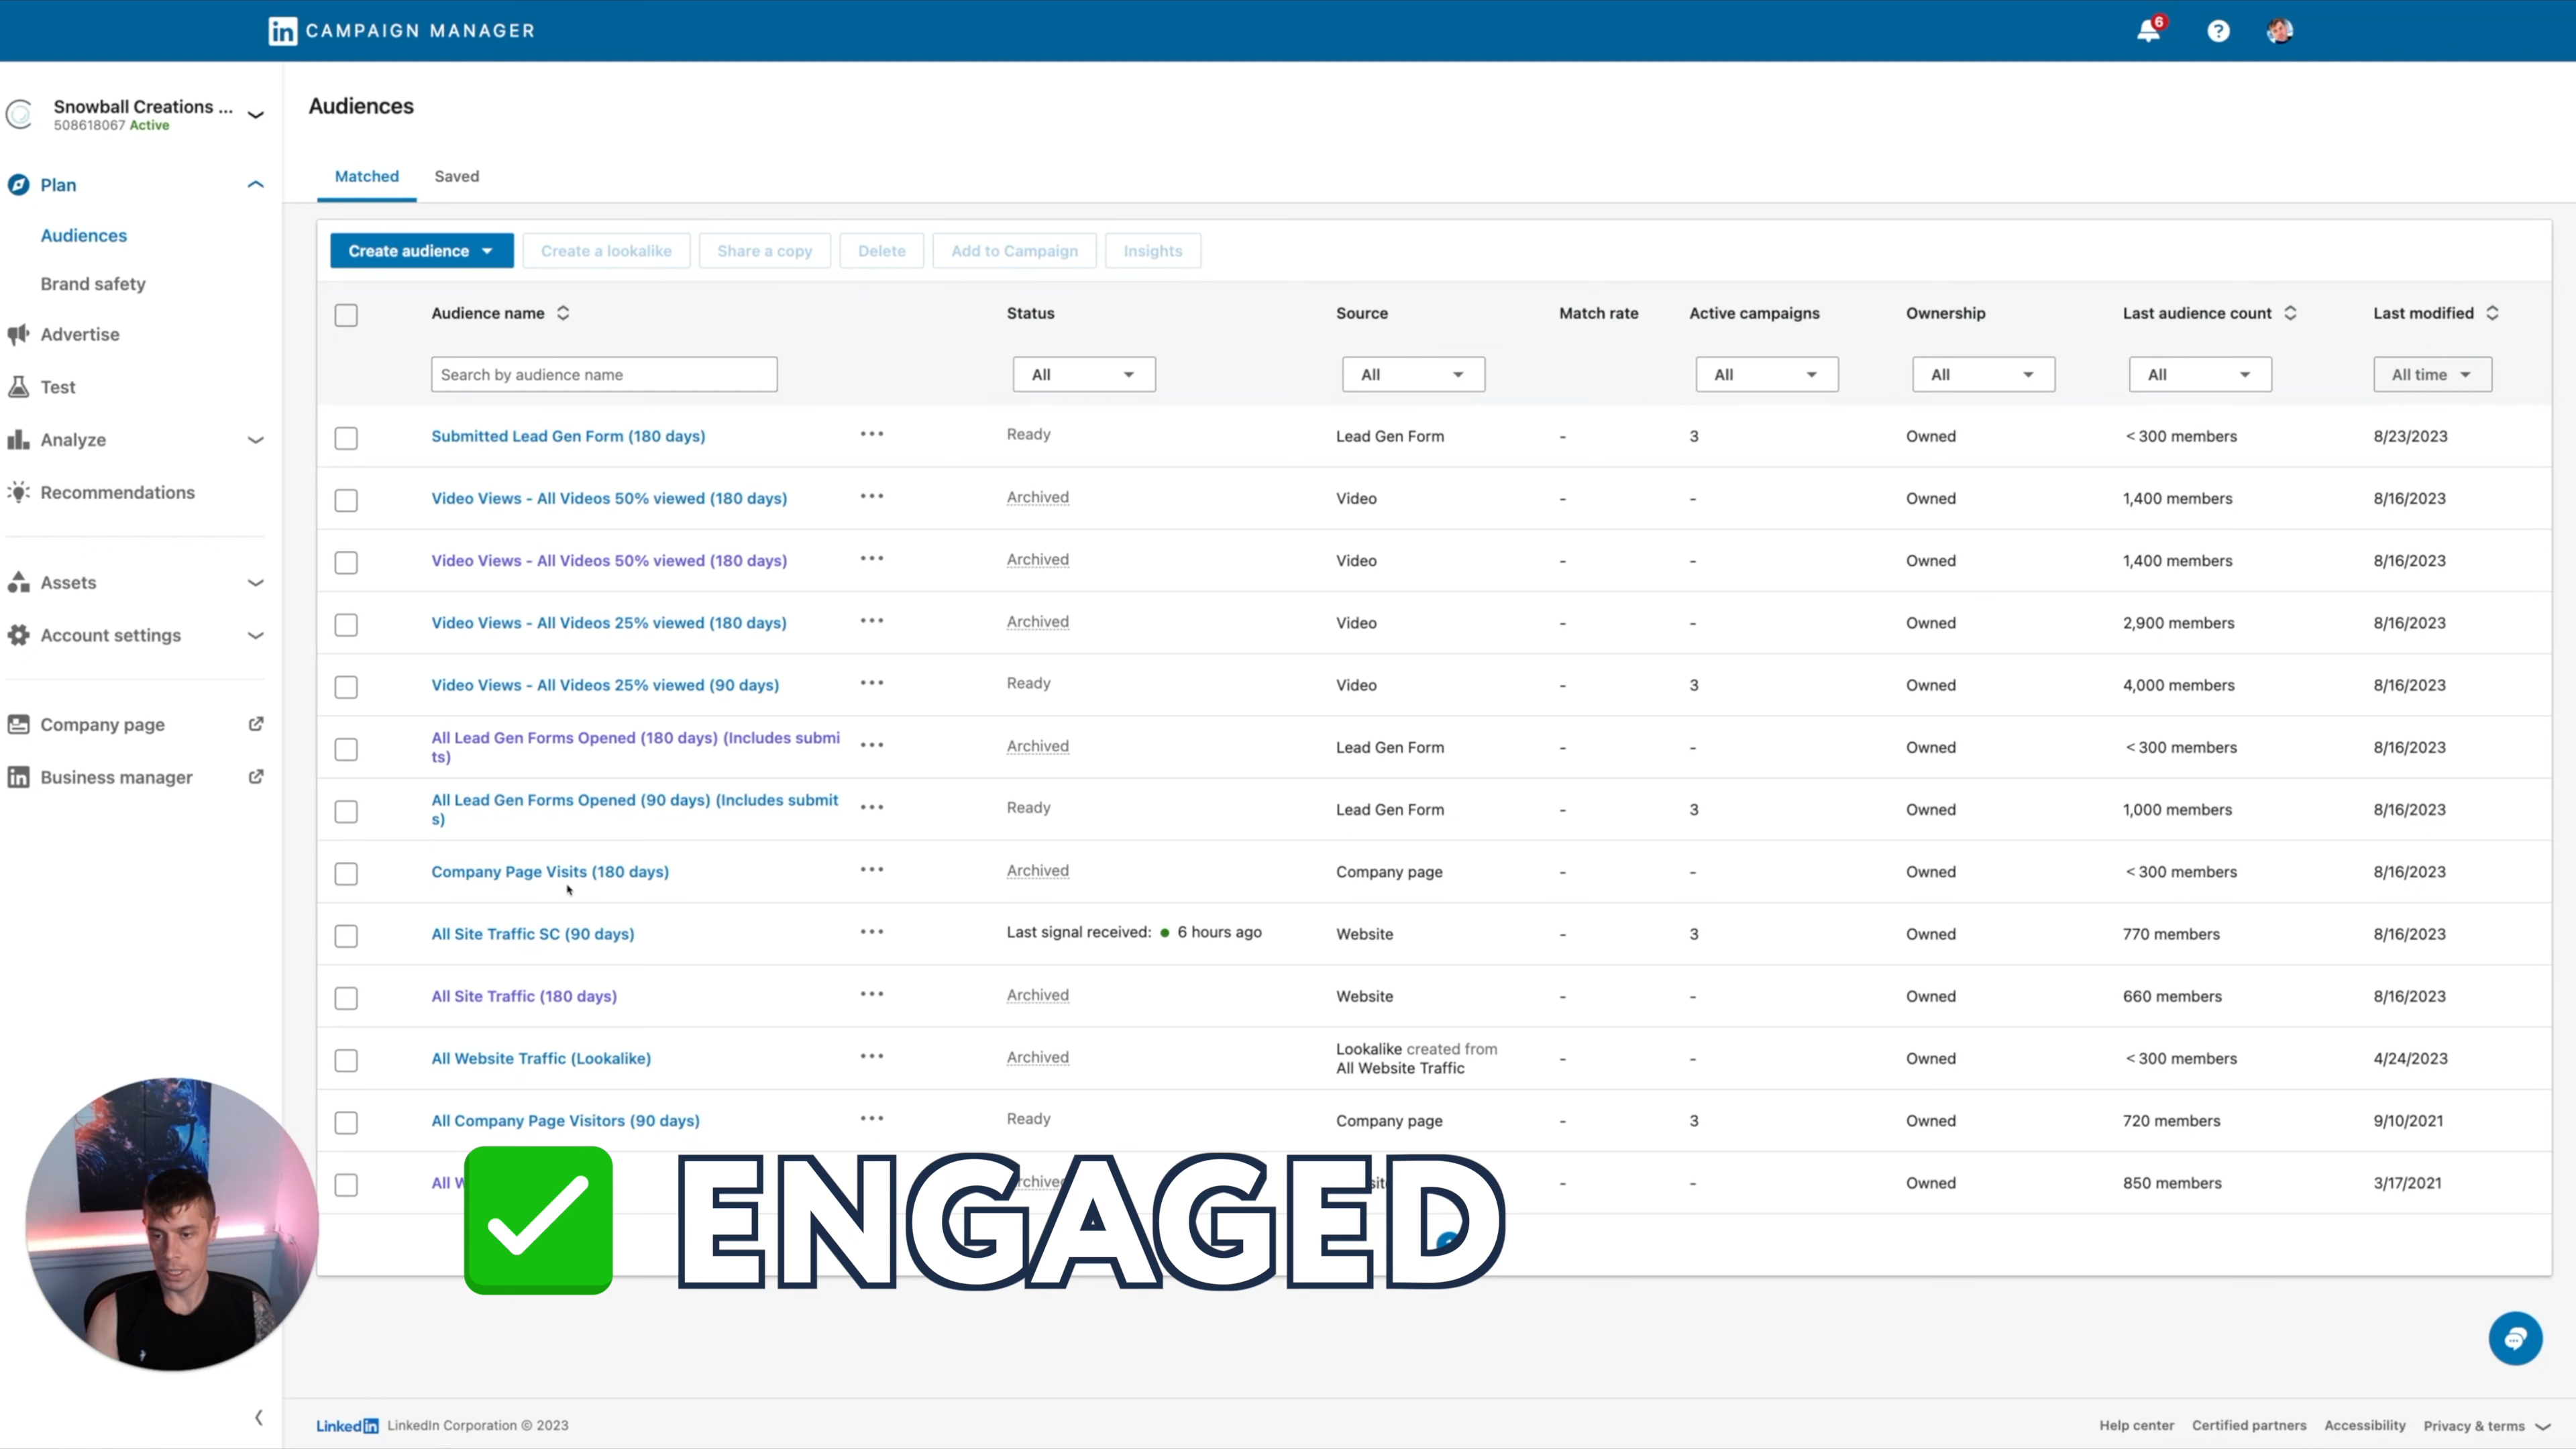 in CAMPAIGN MANAGER
6
?
Snowball Creations ...
508618067 Active
Plan
Audiences
Brand safety
Advertise
Test
Analyze
Recommendations
Assets
Account settings
Company page
in Business manager
Audiences
Matched Saved
Create audience Create a lookalike Share a copy Delete Add to Campaign Insights
Audience name Status Source Match rate Active campaigns Ownership Last audience count Last modified
Search by audience name All All All All All All time
Submitted Lead Gen Form (180 days) ... Ready Lead Gen Form - 3 Owned < 300 members 8/23/2023
Video Views - All Videos 50% viewed (180 days) ... Archived Video - - Owned 1,400 members 8/16/2023
Video Views - All Videos 50% viewed (180 days) ... Archived Video - - Owned 1,400 members 8/16/2023
Video Views - All Videos 25% viewed (180 days) ... Archived Video - - Owned 2,900 members 8/16/2023
Video Views - All Videos 25% viewed (90 days) ... Ready Video - 3 Owned 4,000 members 8/16/2023
All Lead Gen Forms Opened (180 days) (Includes submi
ts) ... Archived Lead Gen Form - - Owned < 300 members 8/16/2023
All Lead Gen Forms Opened (90 days) (Includes submit
s) ... Ready Lead Gen Form - 3 Owned 1,000 members 8/16/2023
Company Page Visits (180 days) ... Archived Company page - - Owned < 300 members 8/16/2023
All Site Traffic SC (90 days) ... Last signal received: 6 hours ago Website - 3 Owned 770 members 8/16/2023
All Site Traffic (180 days) ... Archived Website - - Owned 660 members 8/16/2023
All Website Traffic (Lookalike) ... Archived Lookalike created from
All Website Traffic - - Owned < 300 members 4/24/2023
All Company Page Visitors (90 days) ... Ready Company page - 3 Owned 720 members 9/10/2021
All - - Owned 850 members 3/17/2021
ENGAGED
LinkedIn LinkedIn Corporation © 2023 Help center Certified partners Accessibility Privacy & terms